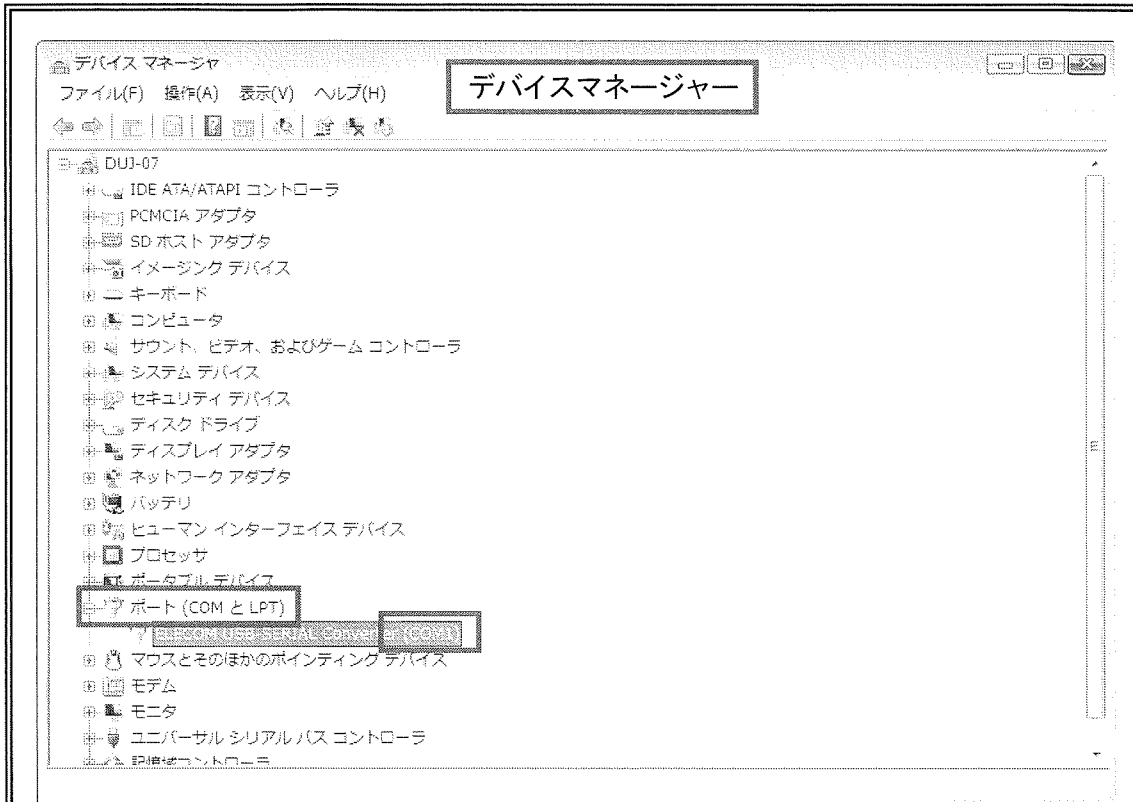 デバイス マネージャ
デバイスマネージャー
ファイル(F) 操作(A) 表示(V) ヘルプ(H)
DUJ-07
IDE ATA/ATAPI コントローラ
PCMCIA アダプタ
SD ホスト アダプタ
イメージング デバイス
キーボード
コンピュータ
サウンド、ビデオ、およびゲーム コントローラ
システム デバイス
セキュリティ デバイス
ディスク ドライブ
ディスプレイ アダプタ
ネットワーク アダプタ
バッテリ
ヒューマン インターフェイス デバイス
プロセッサ
ポータブル デバイス
ポート (COM と LPT)
ELECOM USB-SERIAL Converter (COM1)
マウスとそのほかのポインティング デバイス
モデム
モニタ
ユニバーサル シリアル バス コントローラ
記憶域コントローラ